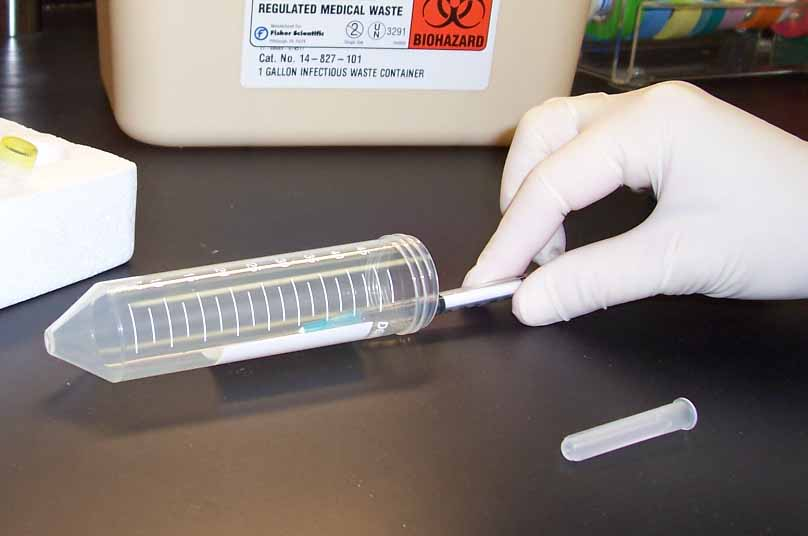 REGULATED MEDICAL WASTE
Fisher Scientific
2
UN
3291
BIOHAZARD
Cat. No. 14-827-101
1 GALLON INFECTIOUS WASTE CONTAINER